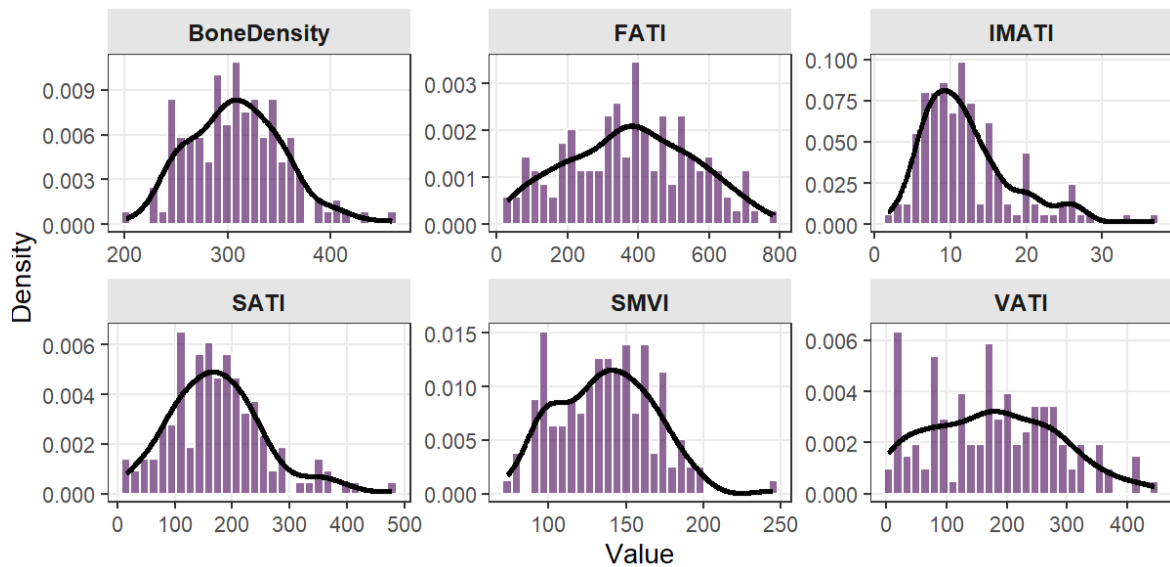 BoneDensity FATI IMATI
0.009 0.003 0.100
0.006 0.002 0.075
0.003 0.001 0.050
0.000 0.000 0.025
0.000
200 300 400 0 200 400 600 800 0 10 20 30
Density
SATI SMVI VATI
0.006 0.015 0.006
0.004 0.010 0.004
0.002 0.005 0.002
0.000 0.000 0.000
0 100 200 300 400 500 100 150 200 250 0 100 200 300 400
Value